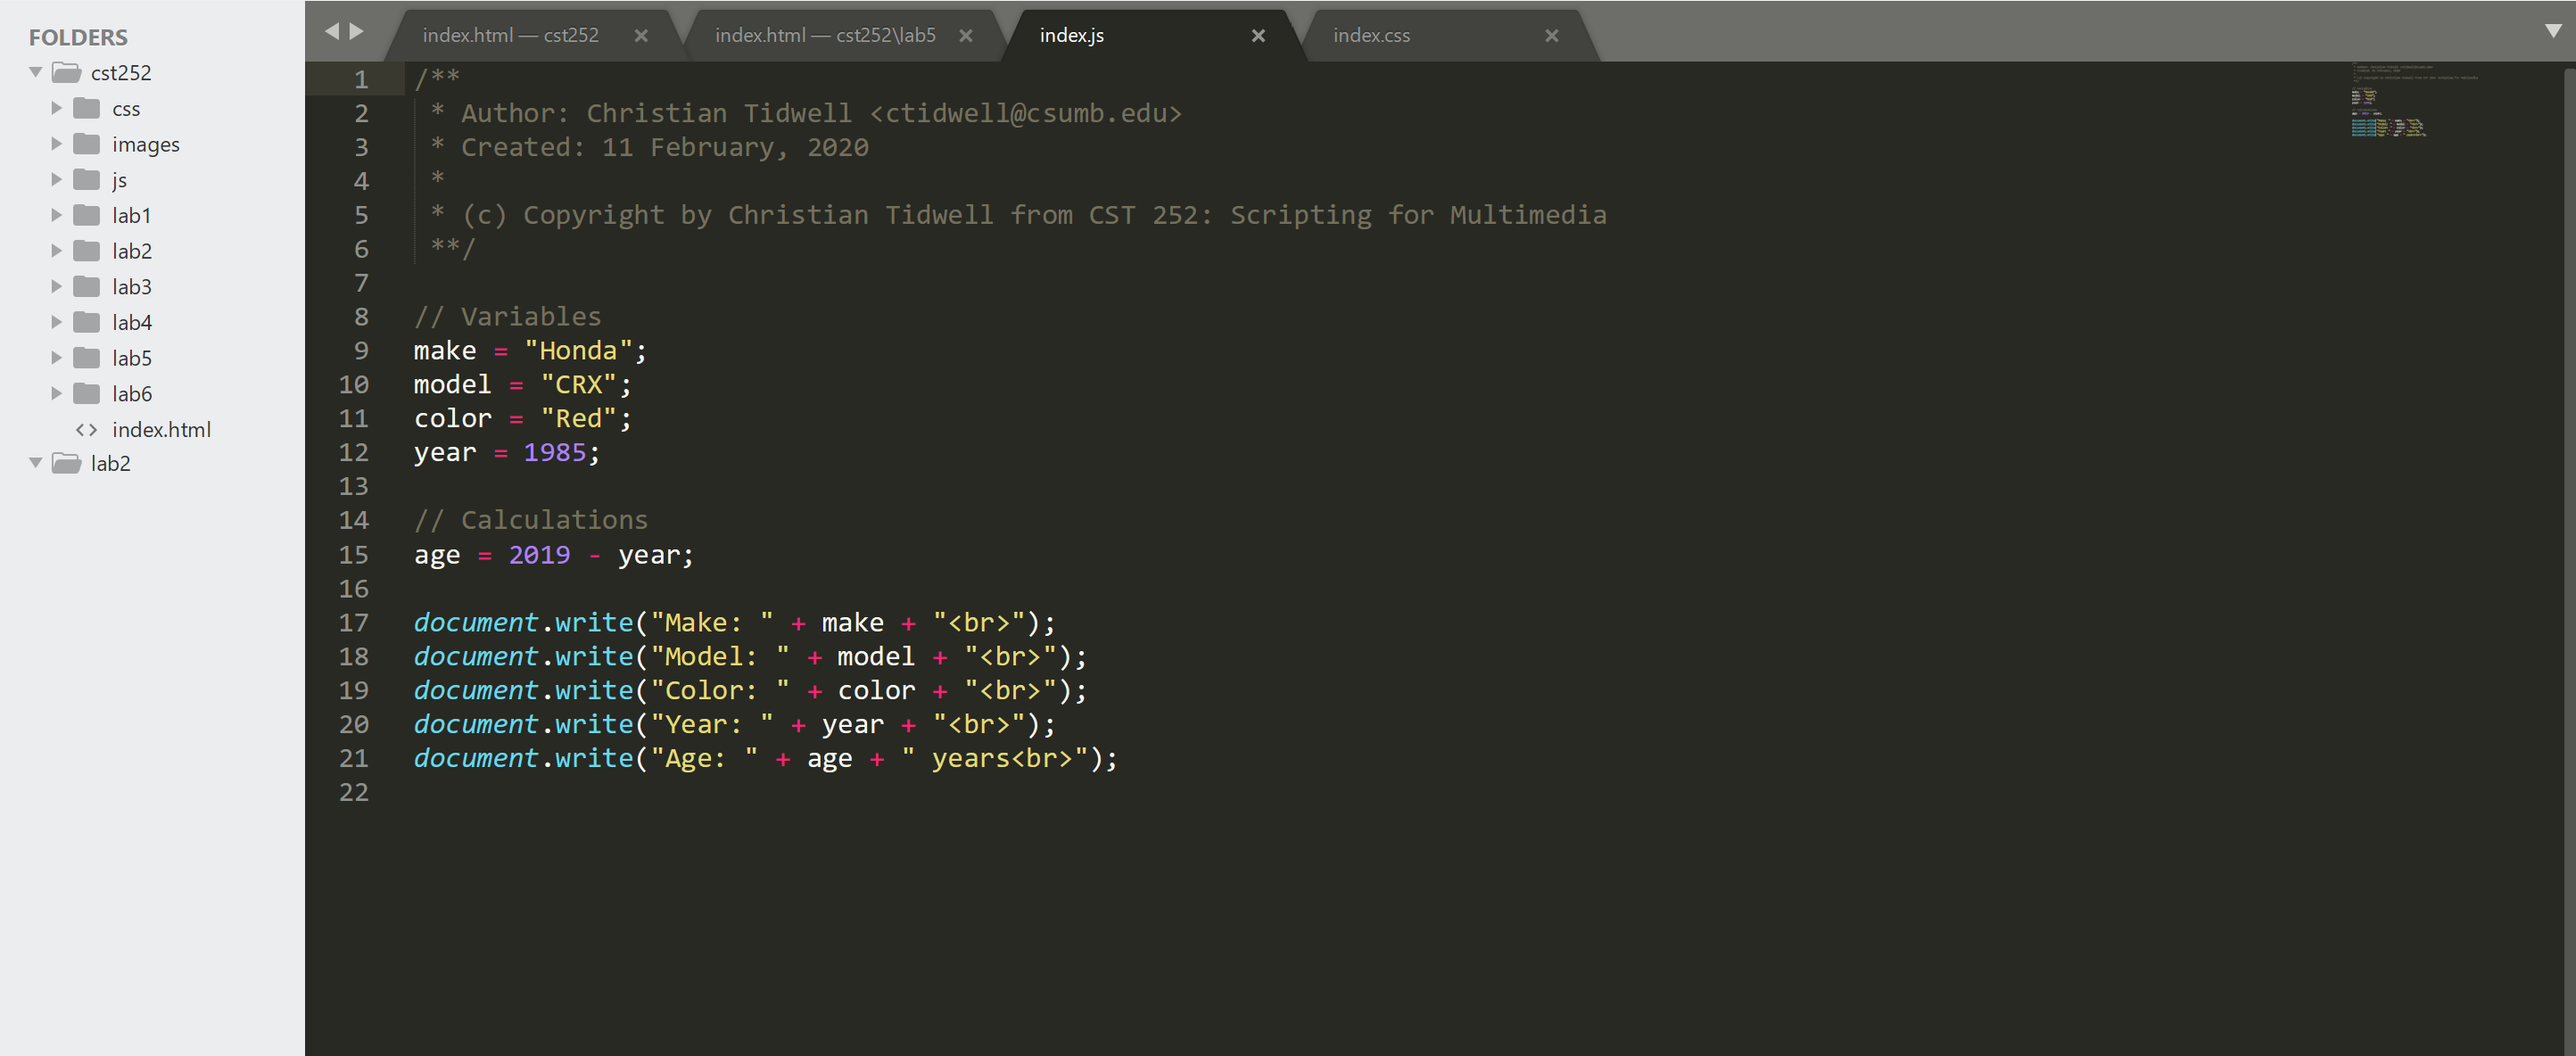 FOLDERS
cst252
css
images
js
lab1
lab2
lab3
lab4
lab5
lab6
<> index.html
lab2
index.html — cst252 ×
index.html — cst252\lab5 ×
index.js ×
index.css ×
1 /**
2  * Author: Christian Tidwell <ctidwell@csumb.edu>
3  * Created: 11 February, 2020
4  *
5  * (c) Copyright by Christian Tidwell from CST 252: Scripting for Multimedia
6  **/
7
8 // Variables
9 make = "Honda";
10 model = "CRX";
11 color = "Red";
12 year = 1985;
13
14 // Calculations
15 age = 2019 - year;
16
17 document.write("Make: " + make + "<br>");
18 document.write("Model: " + model + "<br>");
19 document.write("Color: " + color + "<br>");
20 document.write("Year: " + year + "<br>");
21 document.write("Age: " + age + " years<br>");
22